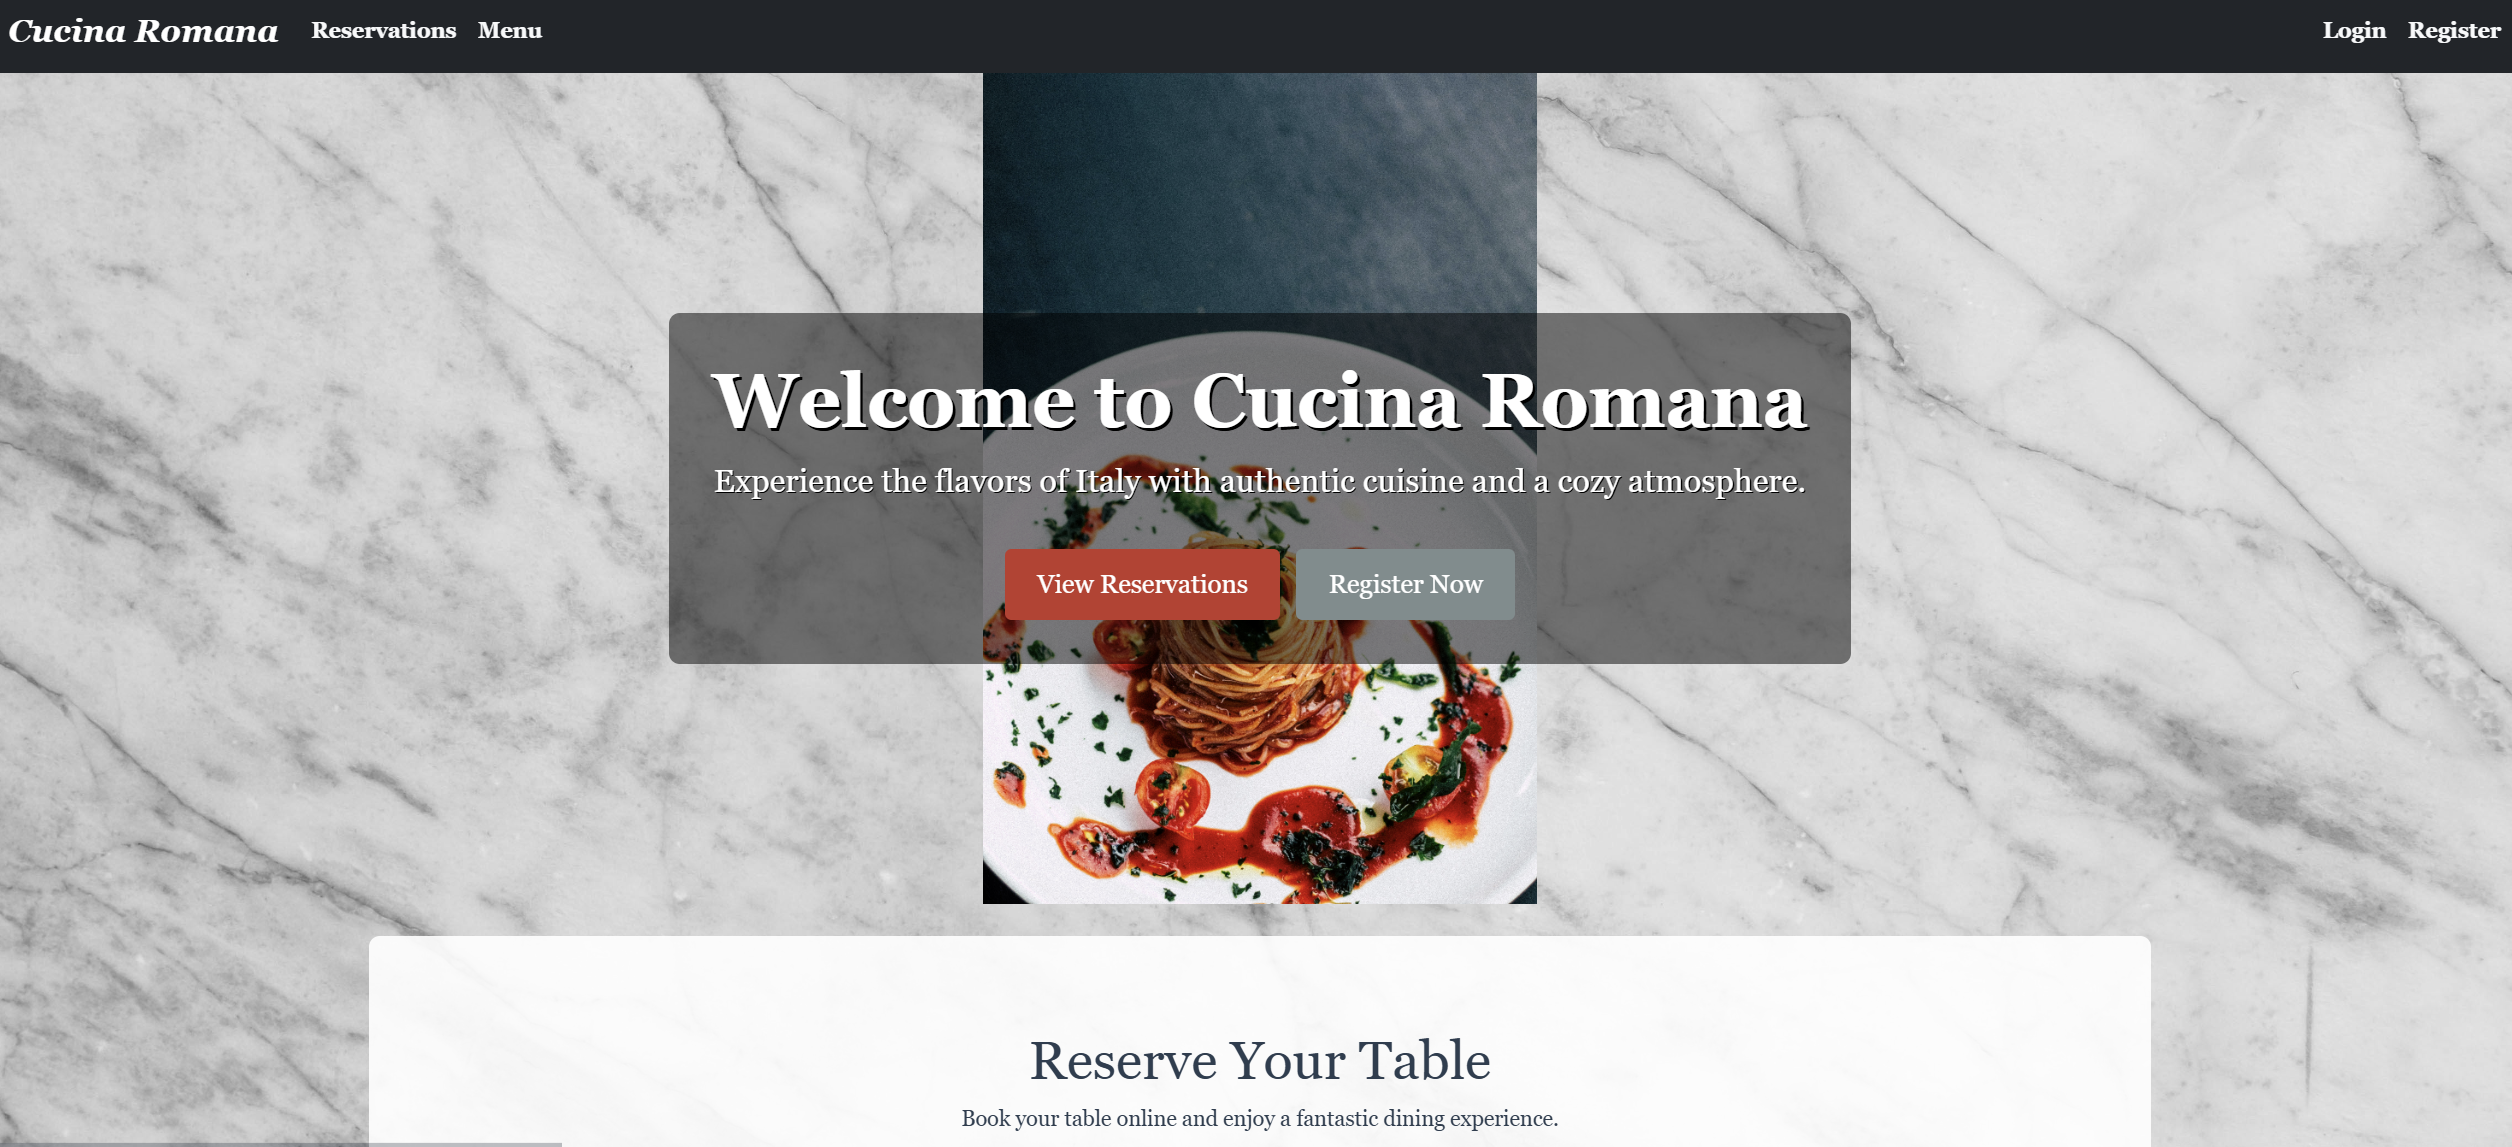 Cucina Romana Reservations Menu Login Register
Welcome to Cucina Romana
Experience the flavors of Italy with authentic cuisine and a cozy atmosphere.
View Reservations Register Now
Reserve Your Table
Book your table online and enjoy a fantastic dining experience.